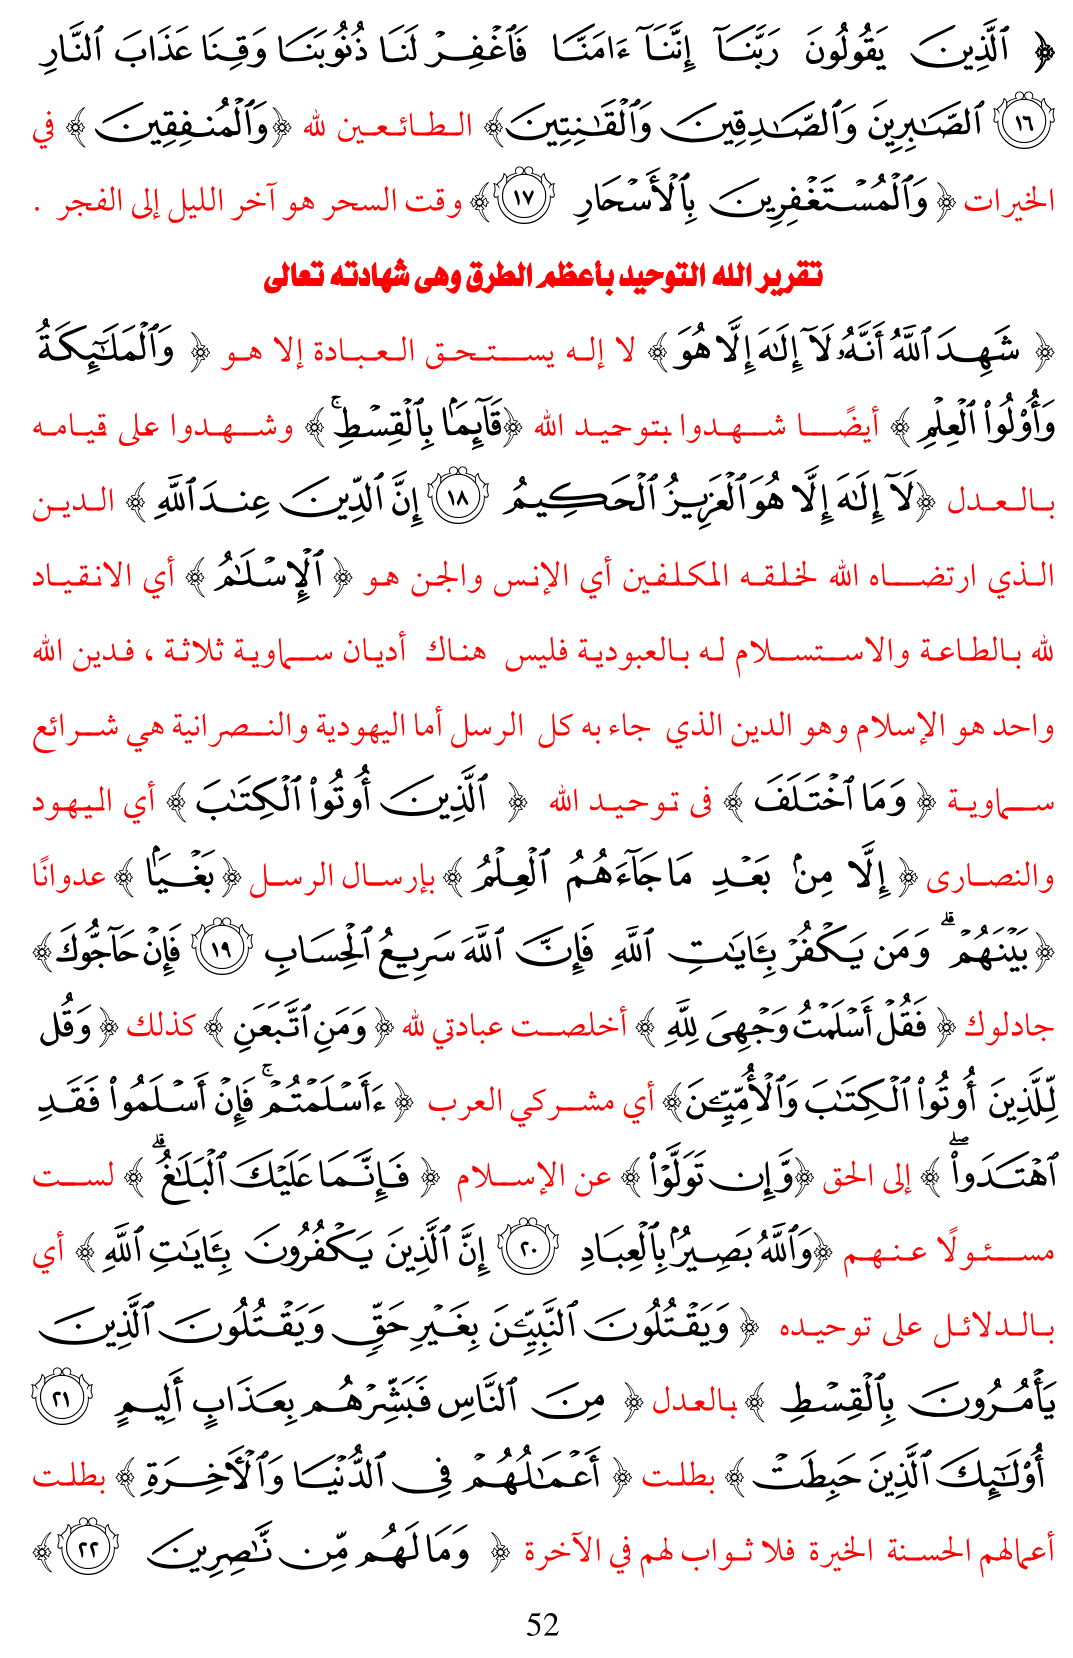 ﴿ ٱلَّذِينَ يَقُولُونَ رَبَّنَآ إِنَّنَآ ءَامَنَّا فَٱغْفِرْ لَنَا ذُنُوبَنَا وَقِنَا عَذَابَ ٱلنَّارِ
١٦ ٱلصَّٰبِرِينَ وَٱلصَّٰدِقِينَ وَٱلْقَٰنِتِينَ﴾ الطائعين لله ﴿وَٱلْمُنفِقِينَ﴾ في
الخيرات ﴿وَٱلْمُسْتَغْفِرِينَ بِٱلْأَسْحَارِ ١٧﴾ وقت السحر هو آخر الليل إلى الفجر .
تقرير الله التوحيد بأعظم الطرق وهى شهادته تعالى
﴿ شَهِدَ ٱللَّهُ أَنَّهُۥ لَآ إِلَٰهَ إِلَّا هُوَ ﴾ لا إله يستحق العبادة إلا هو ﴿ وَٱلْمَلَٰٓئِكَةُ
وَأُو۟لُوا۟ ٱلْعِلْمِ ﴾ أيضًا شهدوا بتوحيد الله ﴿قَآئِمًۢا بِٱلْقِسْطِۚ﴾ وشهدوا على قيامه
بالعدل ﴿لَآ إِلَٰهَ إِلَّا هُوَ ٱلْعَزِيزُ ٱلْحَكِيمُ ١٨ إِنَّ ٱلدِّينَ عِندَ ٱللَّهِ ﴾ الدين
الذي ارتضاه الله لخلقه المكلفين أي الإنس والجن هو ﴿ ٱلْإِسْلَٰمُ ﴾ أي الانقياد
لله بالطاعة والاستسلام له بالعبودية فليس هناك أديان سماوية ثلاثة ، فدين الله
واحد هو الإسلام وهو الدين الذي جاء به كل الرسل أما اليهودية والنصرانية هي شرائع
سماوية ﴿ وَمَا ٱخْتَلَفَ ﴾ فى توحيد الله ﴿ ٱلَّذِينَ أُوتُوا۟ ٱلْكِتَٰبَ ﴾ أي اليهود
والنصارى ﴿ إِلَّا مِنۢ بَعْدِ مَا جَآءَهُمُ ٱلْعِلْمُ ﴾ بإرسال الرسل ﴿ بَغْيًۢا ﴾ عدوانًا
﴿بَيْنَهُمْۗ وَمَن يَكْفُرْ بِـَٔايَٰتِ ٱللَّهِ فَإِنَّ ٱللَّهَ سَرِيعُ ٱلْحِسَابِ ١٩ فَإِنْ حَآجُّوكَ﴾
جادلوك ﴿ فَقُلْ أَسْلَمْتُ وَجْهِىَ لِلَّهِ ﴾ أخلصت عبادتي لله ﴿ وَمَنِ ٱتَّبَعَنِ ﴾ كذلك ﴿ وَقُل
لِّلَّذِينَ أُوتُوا۟ ٱلْكِتَٰبَ وَٱلْأُمِّيِّـۧنَ﴾ أي مشركي العرب ﴿ ءَأَسْلَمْتُمْۚ فَإِنْ أَسْلَمُوا۟ فَقَدِ
ٱهْتَدَوا۟ۖ ﴾ إلى الحق ﴿وَّإِن تَوَلَّوْا۟ ﴾ عن الإسلام ﴿ فَإِنَّمَا عَلَيْكَ ٱلْبَلَٰغُۗ ﴾ لست
مسئولًا عنهم ﴿وَٱللَّهُ بَصِيرٌۢ بِٱلْعِبَادِ ٢٠ إِنَّ ٱلَّذِينَ يَكْفُرُونَ بِـَٔايَٰتِ ٱللَّهِ ﴾ أي
بالدلائل على توحيده ﴿ وَيَقْتُلُونَ ٱلنَّبِيِّـۧنَ بِغَيْرِ حَقٍّ وَيَقْتُلُونَ ٱلَّذِينَ
يَأْمُرُونَ بِٱلْقِسْطِ ﴾ بالعدل ﴿ مِنَ ٱلنَّاسِ فَبَشِّرْهُم بِعَذَابٍ أَلِيمٍ ٢١
أُو۟لَٰٓئِكَ ٱلَّذِينَ حَبِطَتْ ﴾ بطلت ﴿ أَعْمَٰلُهُمْ فِى ٱلدُّنْيَا وَٱلْـَٔاخِرَةِ ﴾ بطلت
أعمالهم الحسنة الخيرة فلا ثواب لهم في الآخرة ﴿ وَمَا لَهُم مِّن نَّٰصِرِينَ ٢٢ ﴾
52